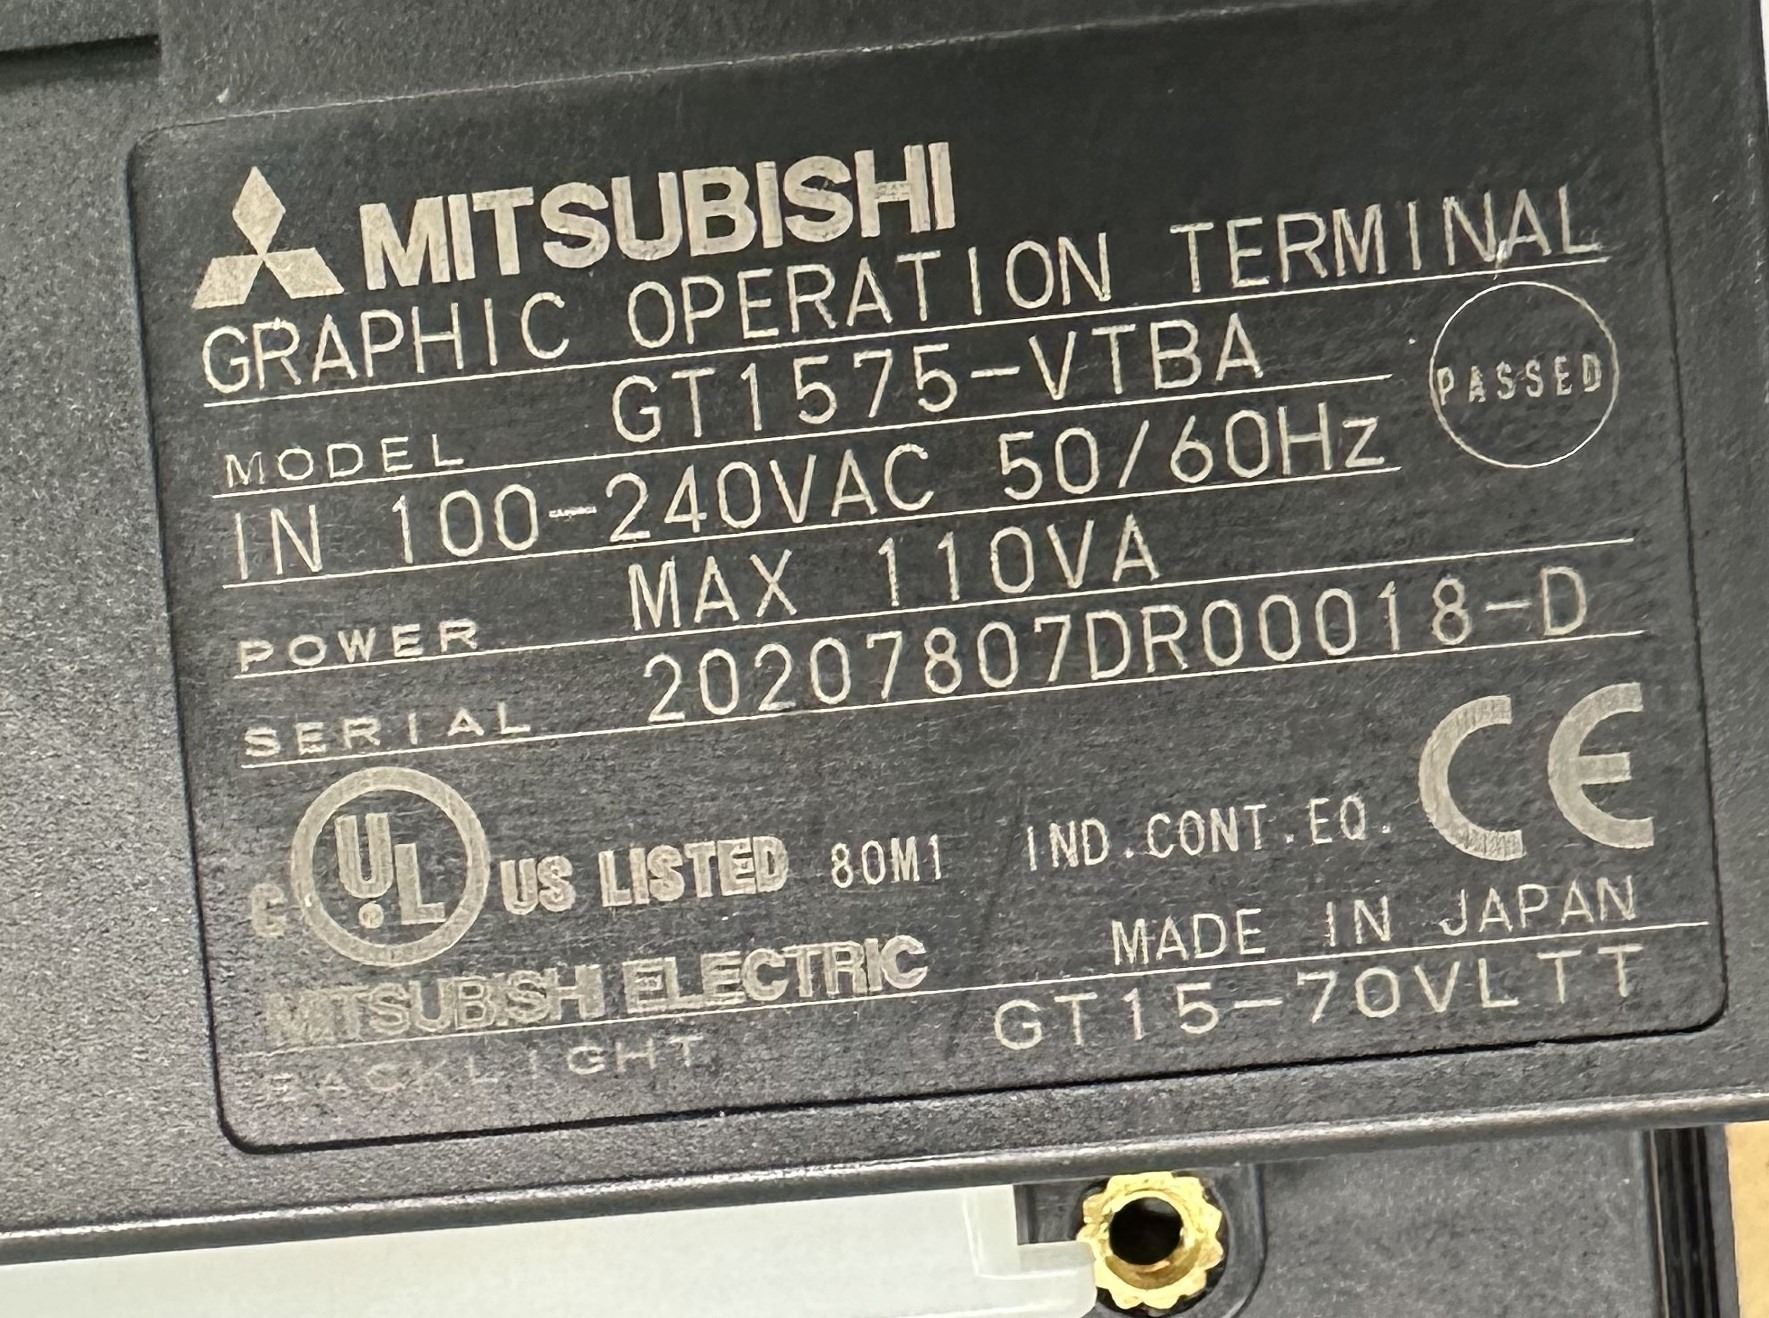 MITSUBISHI
GRAPHIC OPERATION TERMINAL
MODEL GT1575-VTBA
PASSED
IN 100-240VAC 50/60Hz
POWER MAX 110VA
SERIAL 20207807DR00018-D
CE
C UL US LISTED 80M1 IND.CONT.EQ.
MITSUBISHI ELECTRIC MADE IN JAPAN
BACKLIGHT GT15-70VLTT